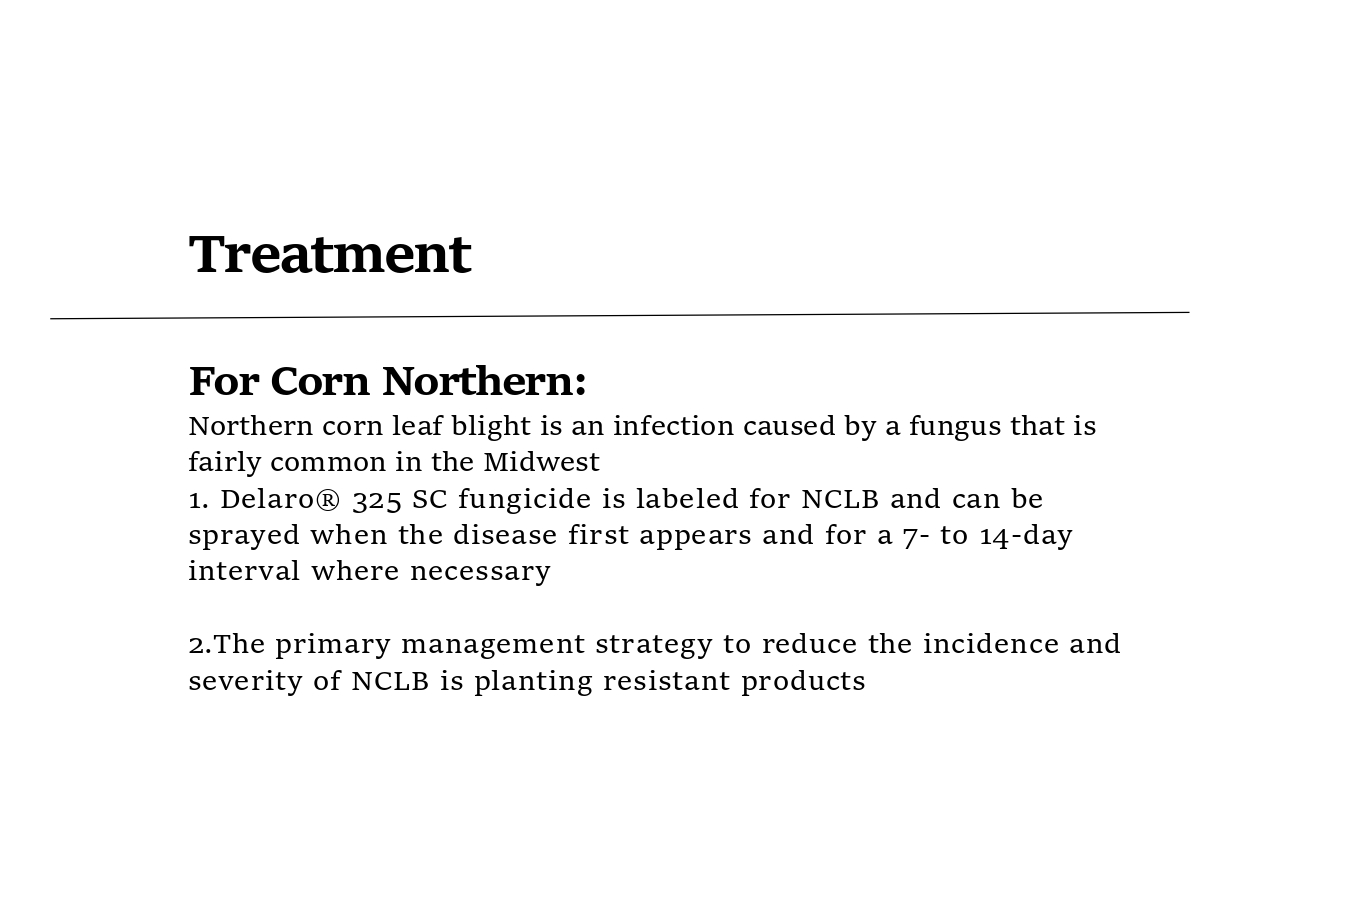 Treatment
For Corn Northern:
Northern corn leaf blight is an infection caused by a fungus that is
fairly common in the Midwest
1. Delaro® 325 SC fungicide is labeled for NCLB and can be
sprayed when the disease first appears and for a 7- to 14-day
interval where necessary
2.The primary management strategy to reduce the incidence and
severity of NCLB is planting resistant products